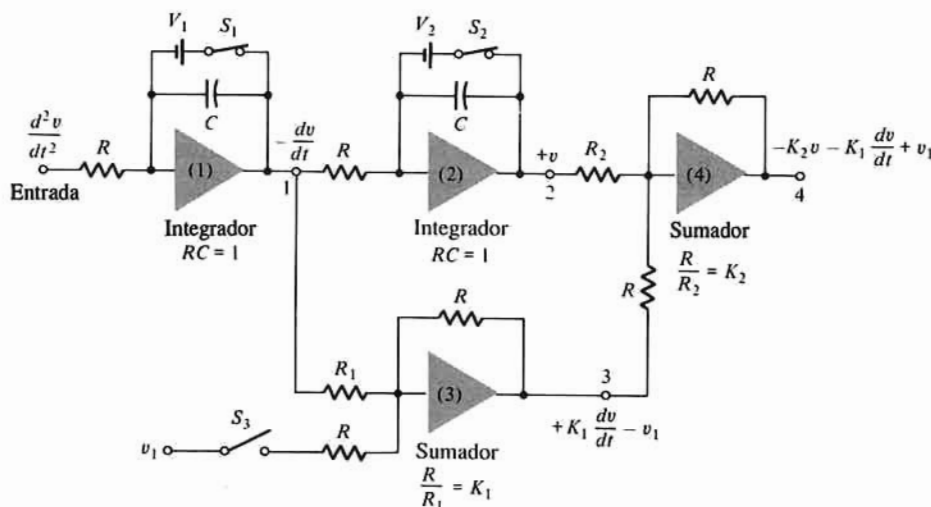 V₁ S₁
C
d²v/dt²
Entrada
R
(1)
Integrador
RC = 1
−dv/dt
1
R
V₂ S₂
C
(2)
Integrador
RC = 1
+v
2
R₂
R
(4)
Sumador
R/R₂ = K₂
−K₂v − K₁ dv/dt + v₁
4
R
R
R₁
(3)
v₁ S₃
R
Sumador
R/R₁ = K₁
3
+K₁ dv/dt − v₁